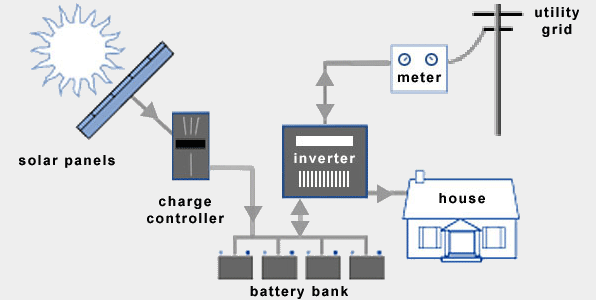 utility
grid
meter
solar panels
inverter
charge
controller
house
battery bank